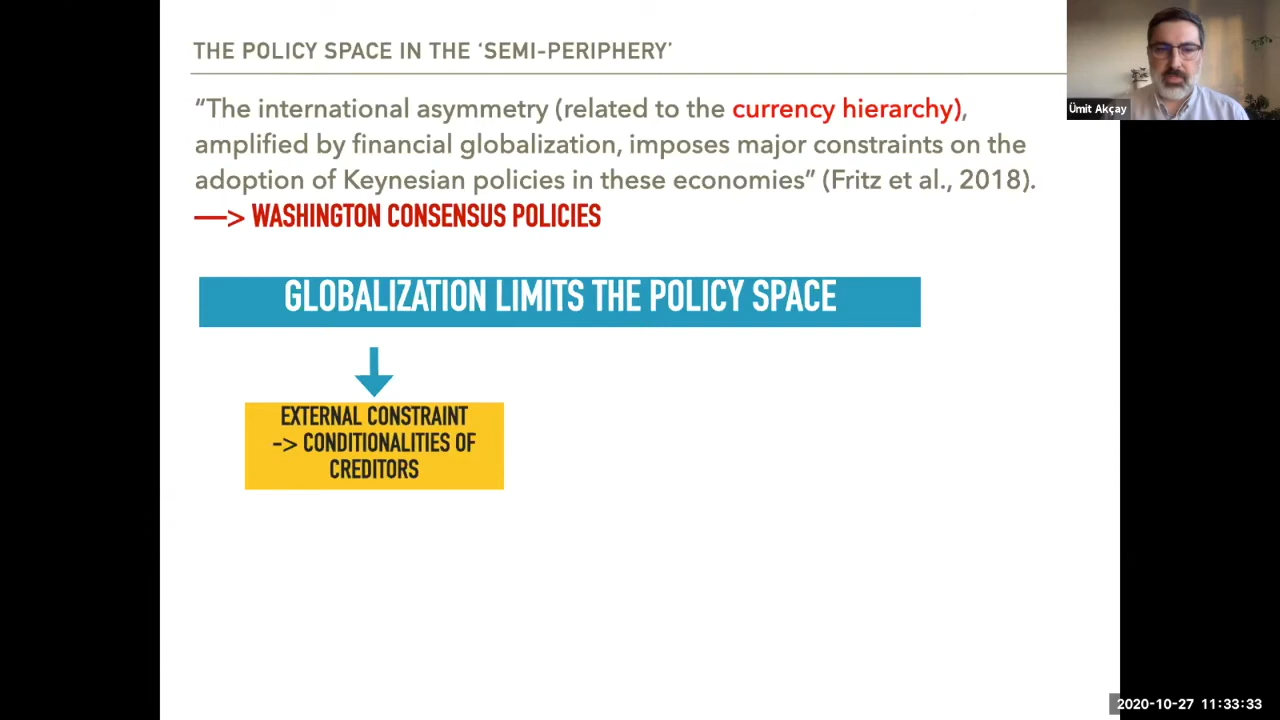 THE POLICY SPACE IN THE ‘SEMI-PERIPHERY’
“The international asymmetry (related to the currency hierarchy),
amplified by financial globalization, imposes major constraints on the
adoption of Keynesian policies in these economies” (Fritz et al., 2018).
—> WASHINGTON CONSENSUS POLICIES
GLOBALIZATION LIMITS THE POLICY SPACE
EXTERNAL CONSTRAINT
-> CONDITIONALITIES OF
CREDITORS
Ümit Akçay
2020-10-27 11:33:33